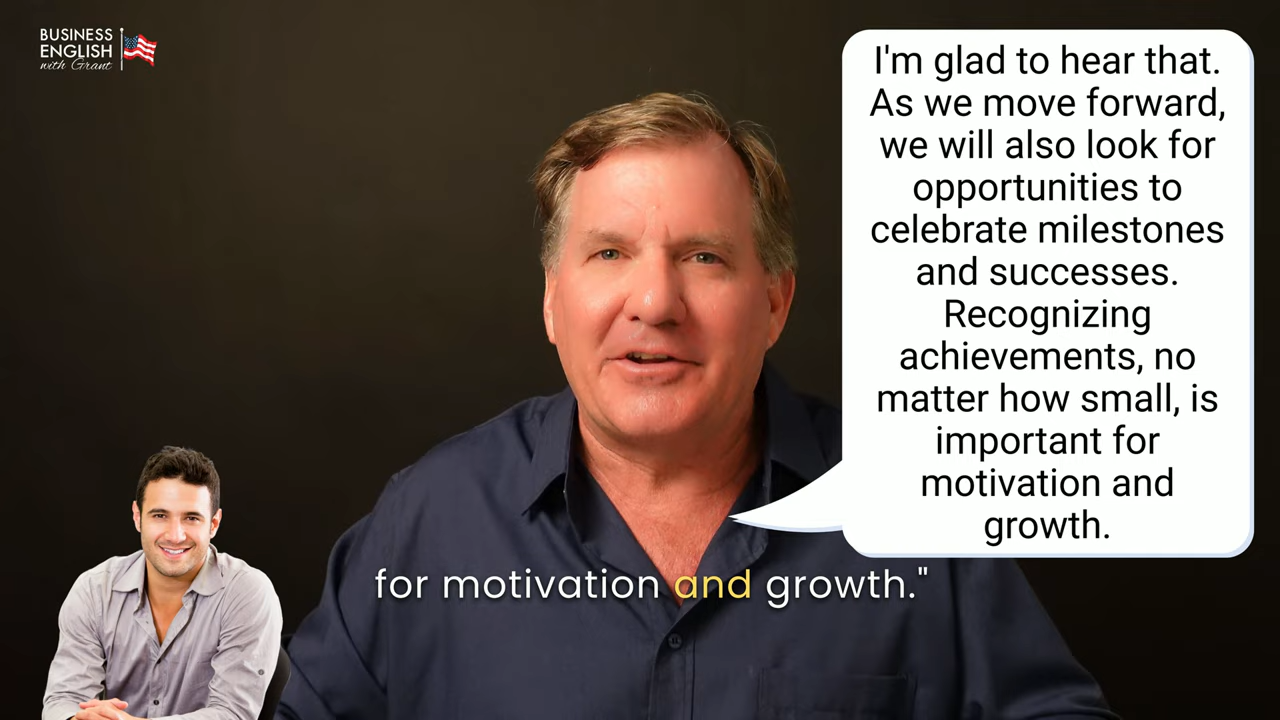 BUSINESS
ENGLISH
with Grant
I'm glad to hear that.
As we move forward,
we will also look for
opportunities to
celebrate milestones
and successes.
Recognizing
achievements, no
matter how small, is
important for
motivation and
growth.
for motivation and growth."